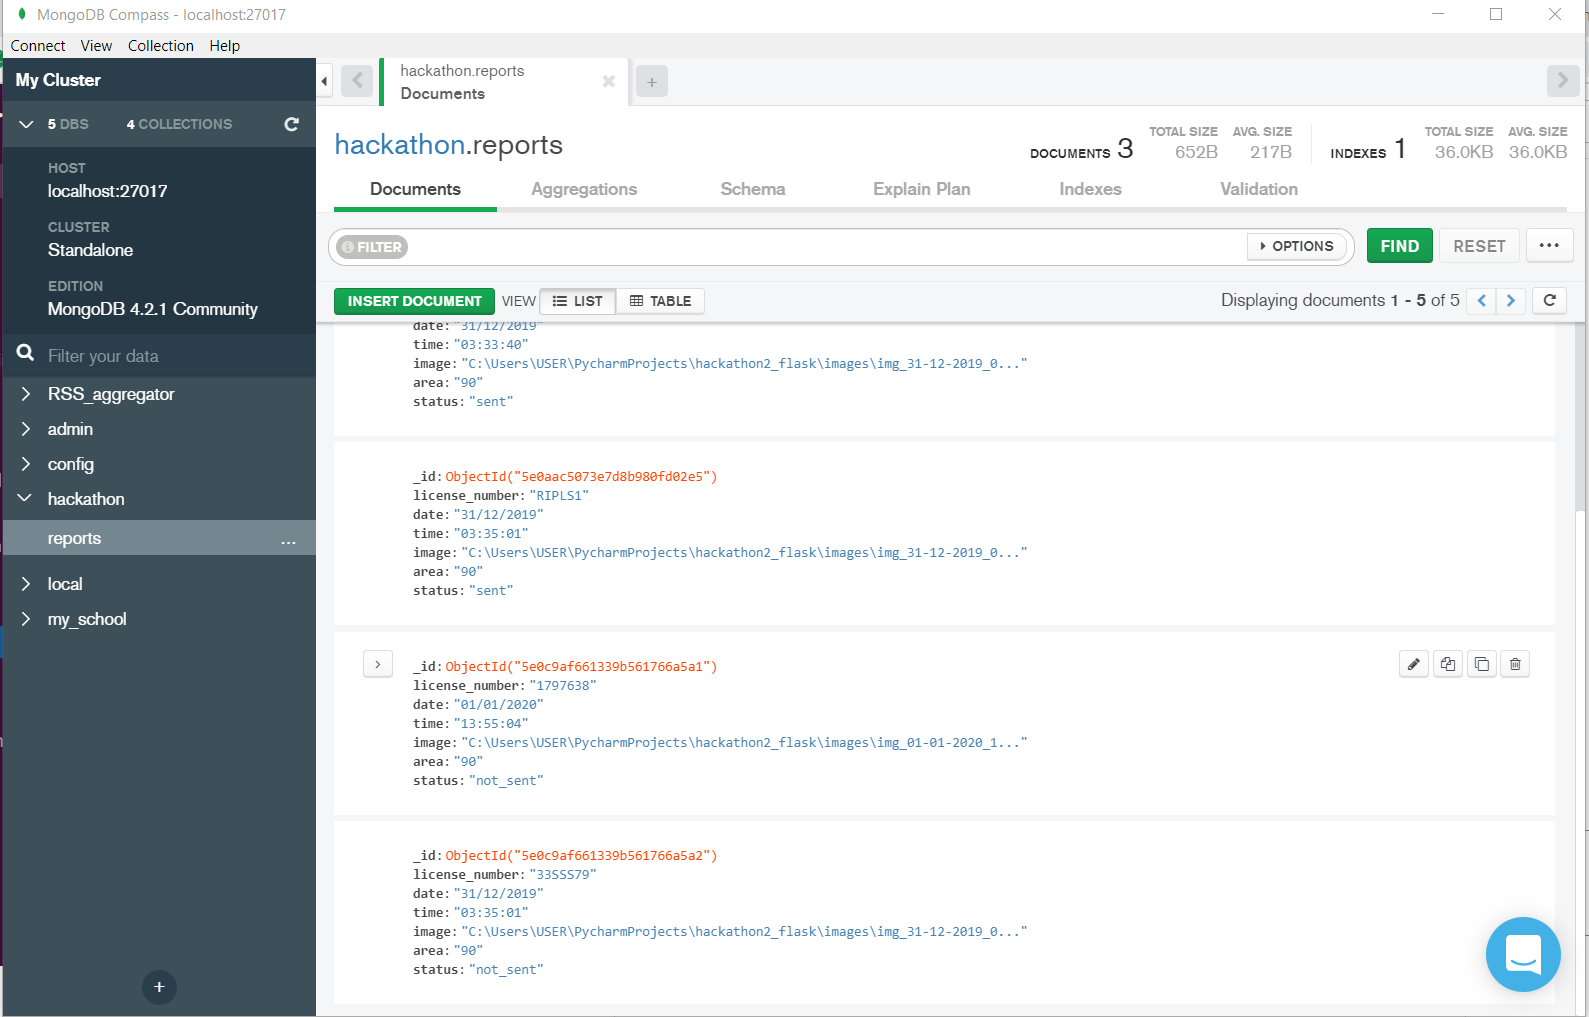 MongoDB Compass - localhost:27017
Connect View Collection Help
My Cluster
5 DBS 4 COLLECTIONS
HOST
localhost:27017
CLUSTER
Standalone
EDITION
MongoDB 4.2.1 Community
Filter your data
RSS_aggregator
admin
config
hackathon
reports ...
local
my_school
+
hackathon.reports
Documents
+
hackathon.reports
DOCUMENTS 3
TOTAL SIZE AVG. SIZE
652B 217B
INDEXES 1
TOTAL SIZE AVG. SIZE
36.0KB 36.0KB
Documents Aggregations Schema Explain Plan Indexes Validation
FILTER
OPTIONS
FIND RESET ...
INSERT DOCUMENT VIEW LIST TABLE
Displaying documents 1 - 5 of 5
date: "31/12/2019"
time: "03:33:40"
image: "C:\Users\USER\PycharmProjects\hackathon2_flask\images\img_31-12-2019_0..."
area: "90"
status: "sent"
_id: ObjectId("5e0aac5073e7d8b980fd02e5")
license_number: "RIPLS1"
date: "31/12/2019"
time: "03:35:01"
image: "C:\Users\USER\PycharmProjects\hackathon2_flask\images\img_31-12-2019_0..."
area: "90"
status: "sent"
_id: ObjectId("5e0c9af661339b561766a5a1")
license_number: "1797638"
date: "01/01/2020"
time: "13:55:04"
image: "C:\Users\USER\PycharmProjects\hackathon2_flask\images\img_01-01-2020_1..."
area: "90"
status: "not_sent"
_id: ObjectId("5e0c9af661339b561766a5a2")
license_number: "33SSS79"
date: "31/12/2019"
time: "03:35:01"
image: "C:\Users\USER\PycharmProjects\hackathon2_flask\images\img_31-12-2019_0..."
area: "90"
status: "not_sent"